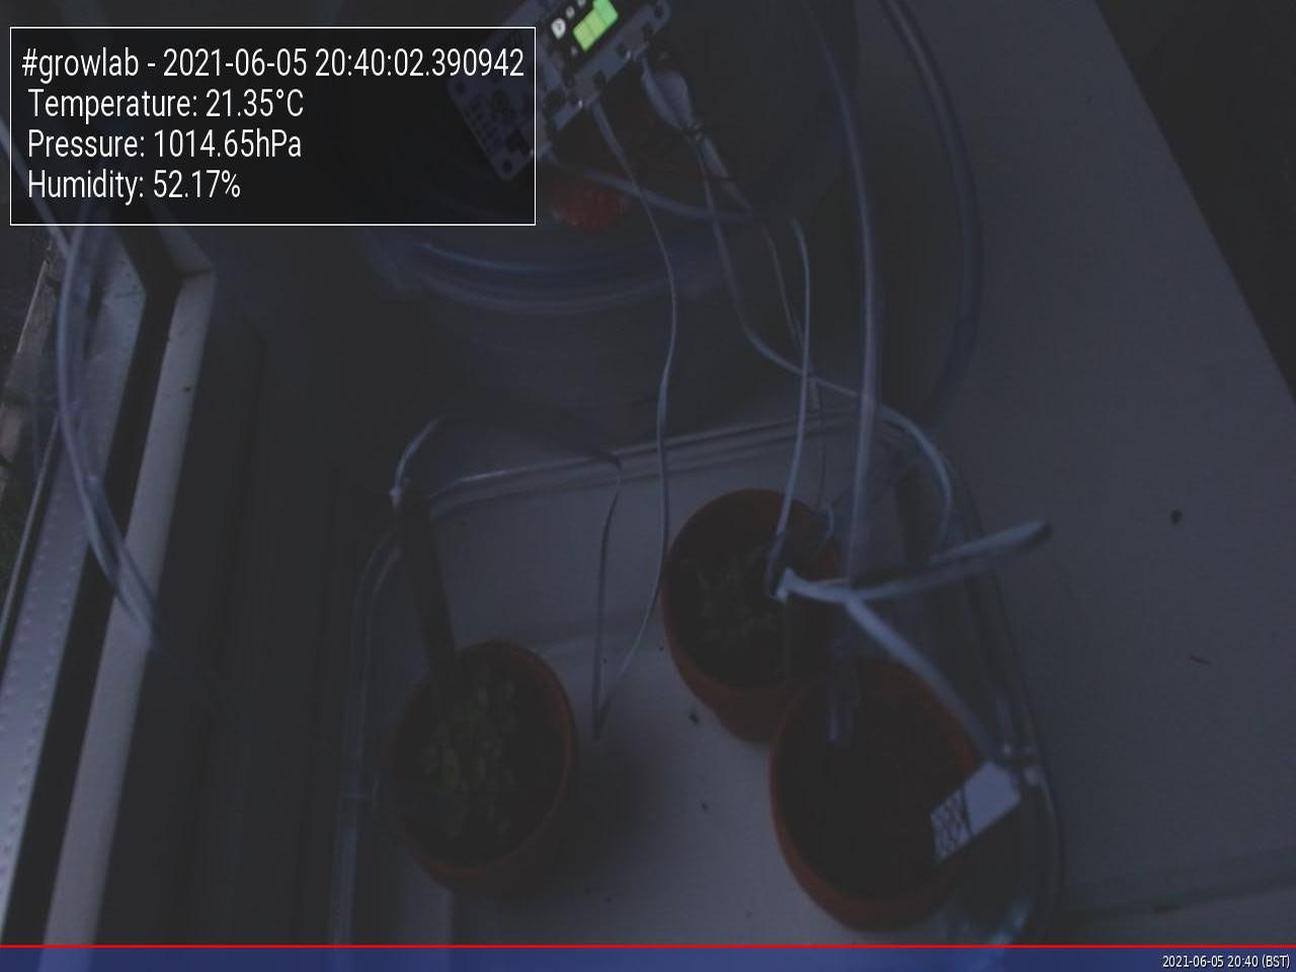 #growlab - 2021-06-05 20:40:02.390942
Temperature: 21.35°C
Pressure: 1014.65hPa
Humidity: 52.17%
2021-06-05 20:40 (BST)